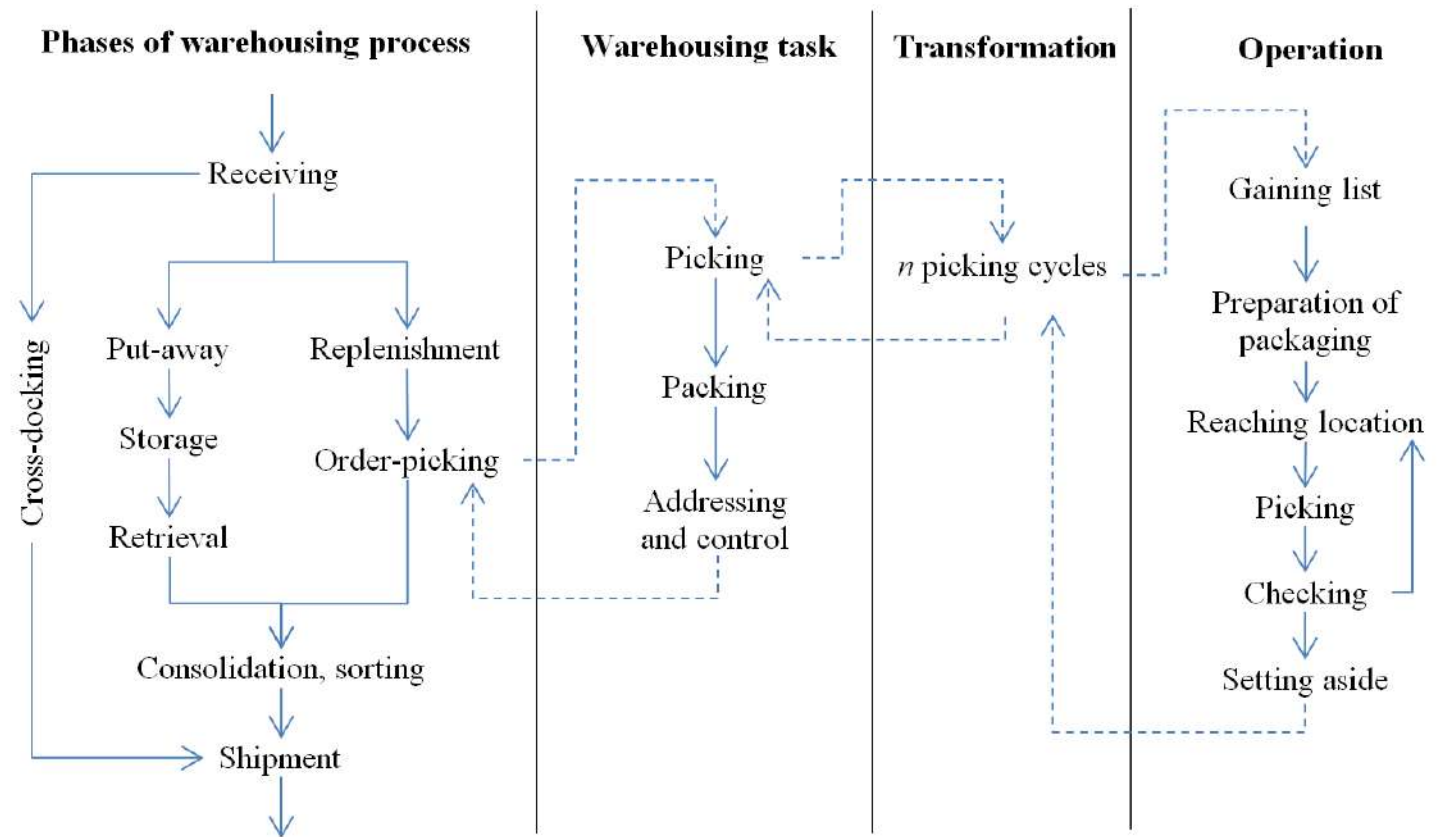 Phases of warehousing process
Receiving
Cross-docking
Put-away
Storage
Retrieval
Replenishment
Order-picking
Consolidation, sorting
Shipment
Warehousing task
Picking
Packing
Addressing
and control
Transformation
n picking cycles
Operation
Gaining list
Preparation of
packaging
Reaching location
Picking
Checking
Setting aside